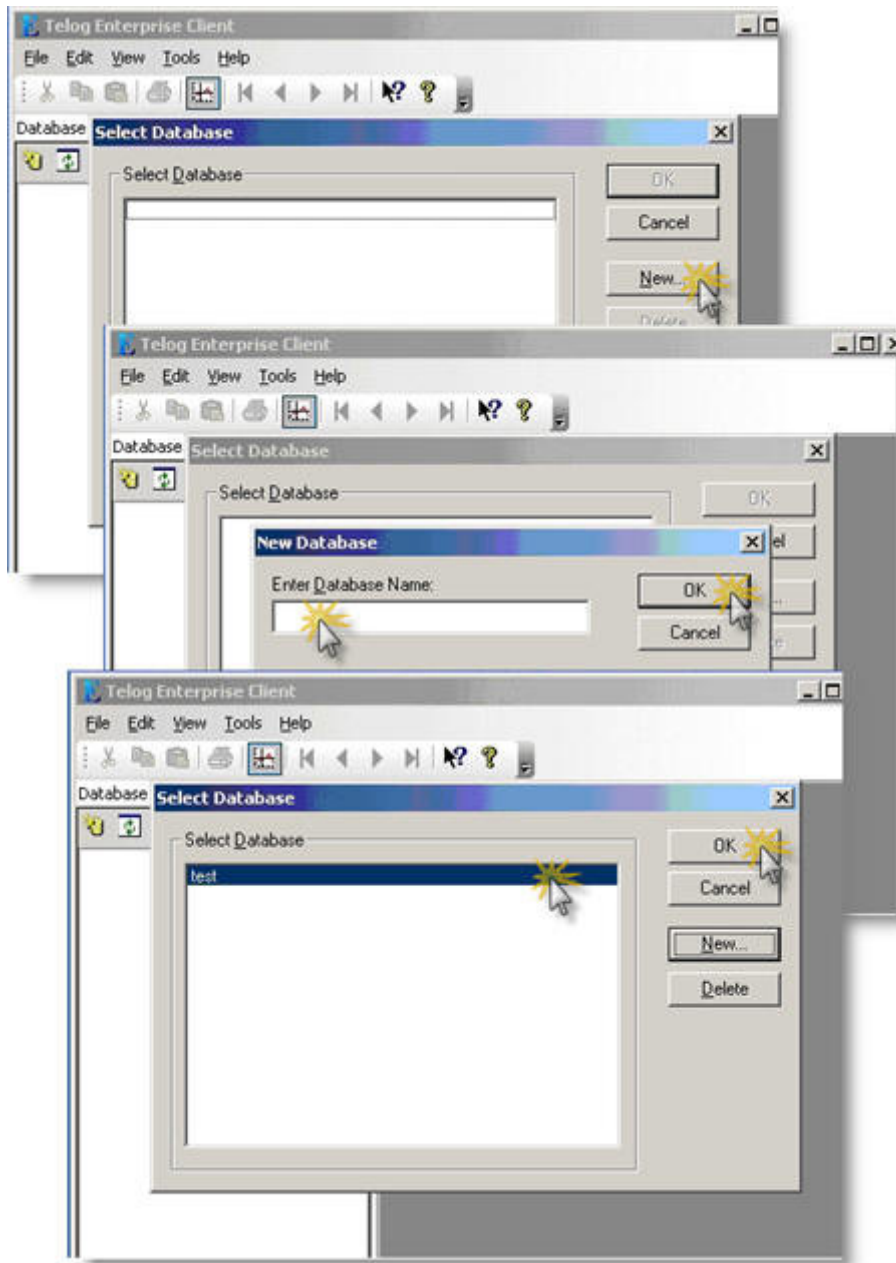 Telog Enterprise Client
File Edit View Tools Help
Database
Select Database
Select Database
OK
Cancel
New...
Delete
Telog Enterprise Client
File Edit View Tools Help
Database
Select Database
Select Database
OK
New Database
el
Enter Database Name:
OK
...
Cancel
Telog Enterprise Client
File Edit View Tools Help
Database
Select Database
Select Database
OK
test
Cancel
New...
Delete